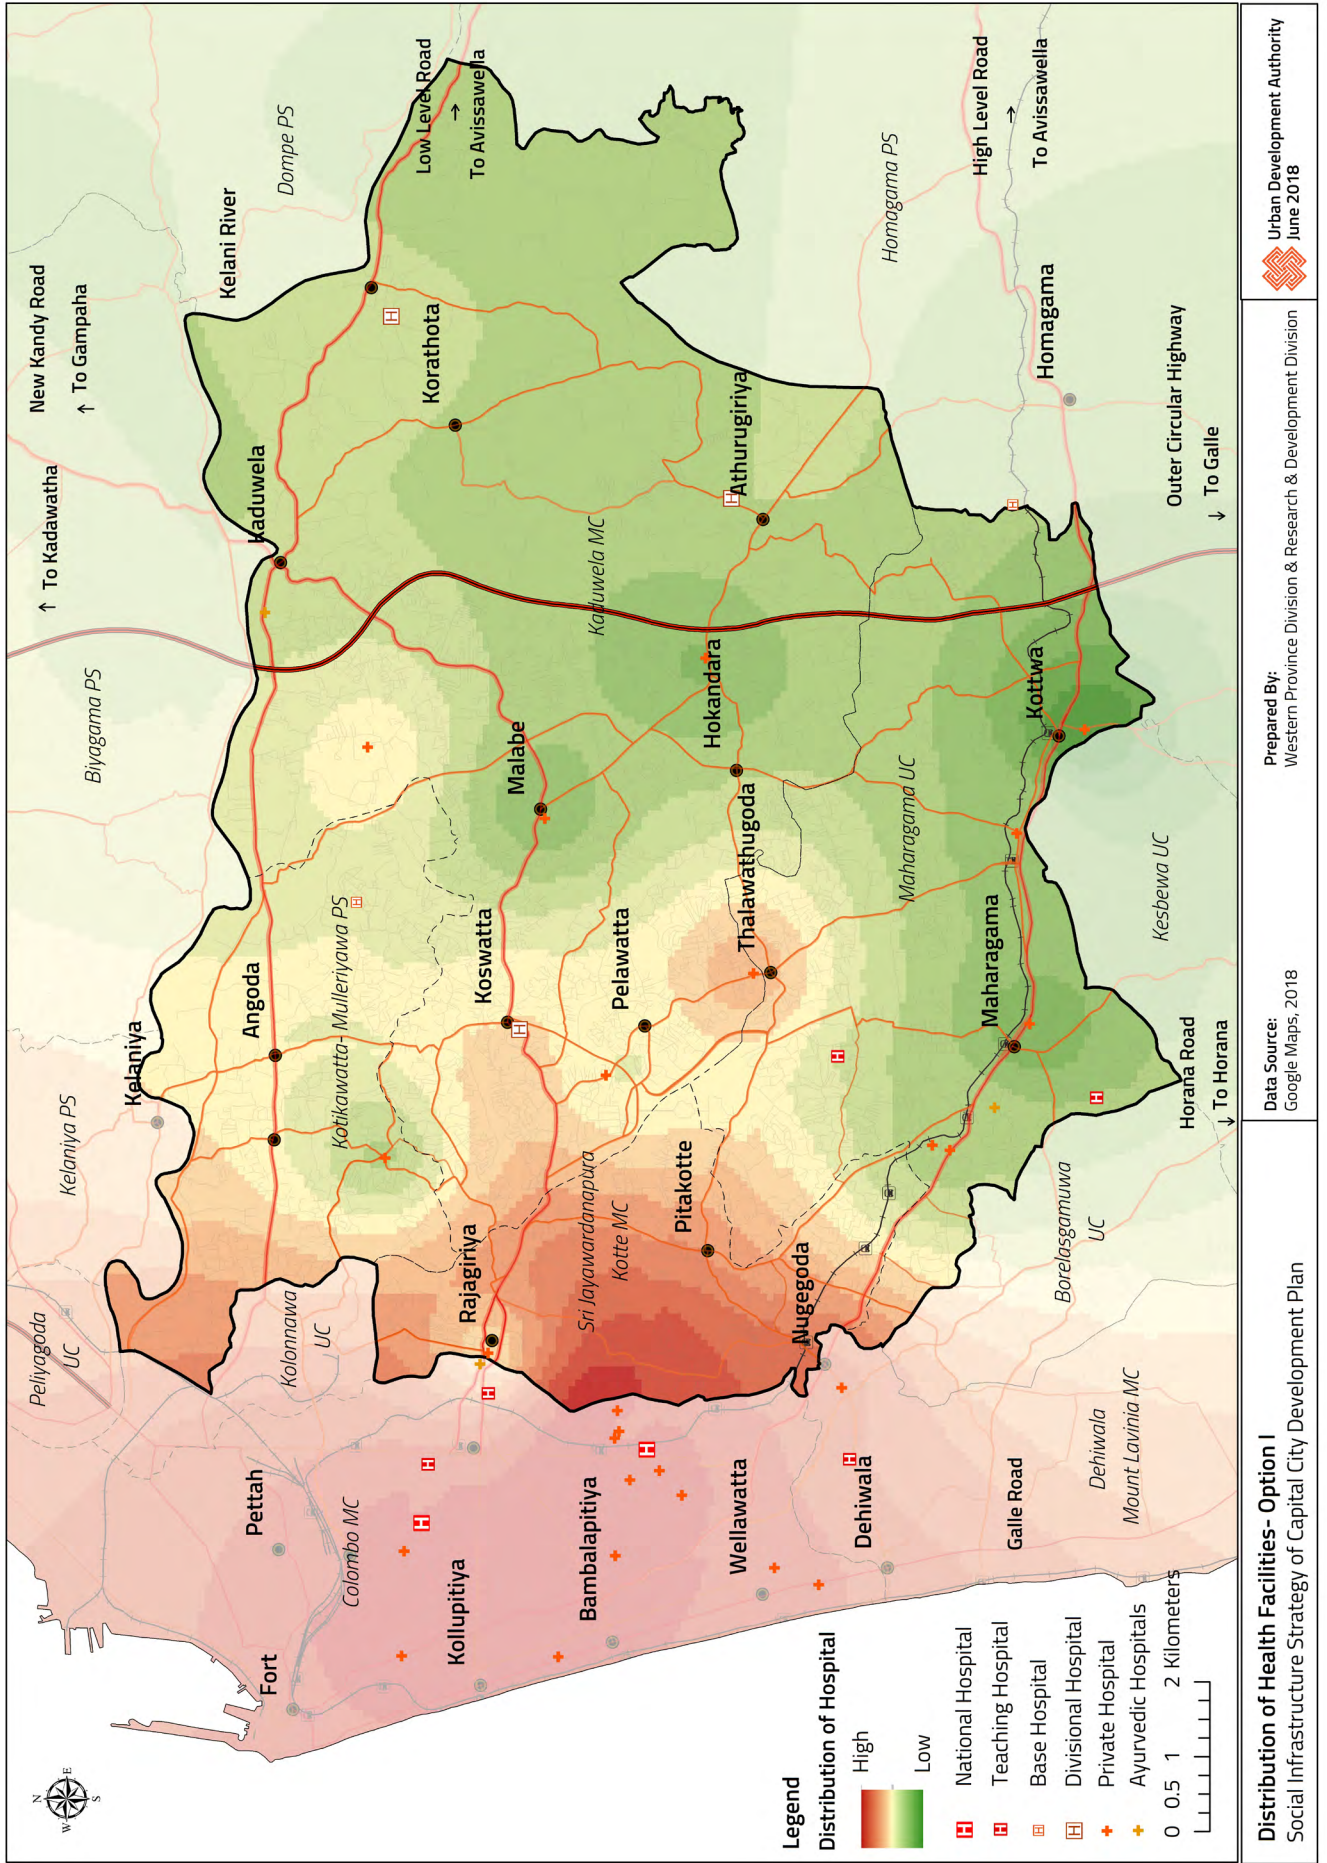 New Kandy Road
↑ To Gampaha
↑ To Kadawatha
Kelani River
Dompe PS
Low Level Road
→
To Avissawella
Biyagama PS
Kaduwela
Korathota
Kelaniya PS
Kelaniya
Angoda
Kotikawatta- Mulleriyawa PS
Peliyagoda
UC
Kolonnawa
UC
Rajagiriya
Koswatta
Malabe
Kaduwela MC
Athurugiriya
Homagama PS
High Level Road
→
To Avissawella
Homagama
Pettah
Colombo MC
Fort
Kollupitiya
Bambalapitiya
Sri Jayawardanapura
Kotte MC
Pitakotte
Pelawatta
Thalawathugoda
Hokandara
Wellawatta
Nugegoda
Maharagama UC
Kottwa
Maharagama
Dehiwala
Galle Road
Dehiwala
Mount Lavinia MC
Borelasgamuwa
UC
Kesbewa UC
Horana Road
↓ To Horana
Outer Circular Highway
↓ To Galle
N
E
S
W
Legend
Distribution of Hospital
High
Low
H National Hospital
H Teaching Hospital
H Base Hospital
H Divisional Hospital
Private Hospital
Ayurvedic Hospitals
0 0.5 1 2 Kilometers
Distribution of Health Facilities- Option I
Social Infrastructure Strategy of Capital City Development Plan
Data Source:
Google Maps, 2018
Prepared By:
Western Province Division & Research & Development Division
Urban Development Authority
June 2018